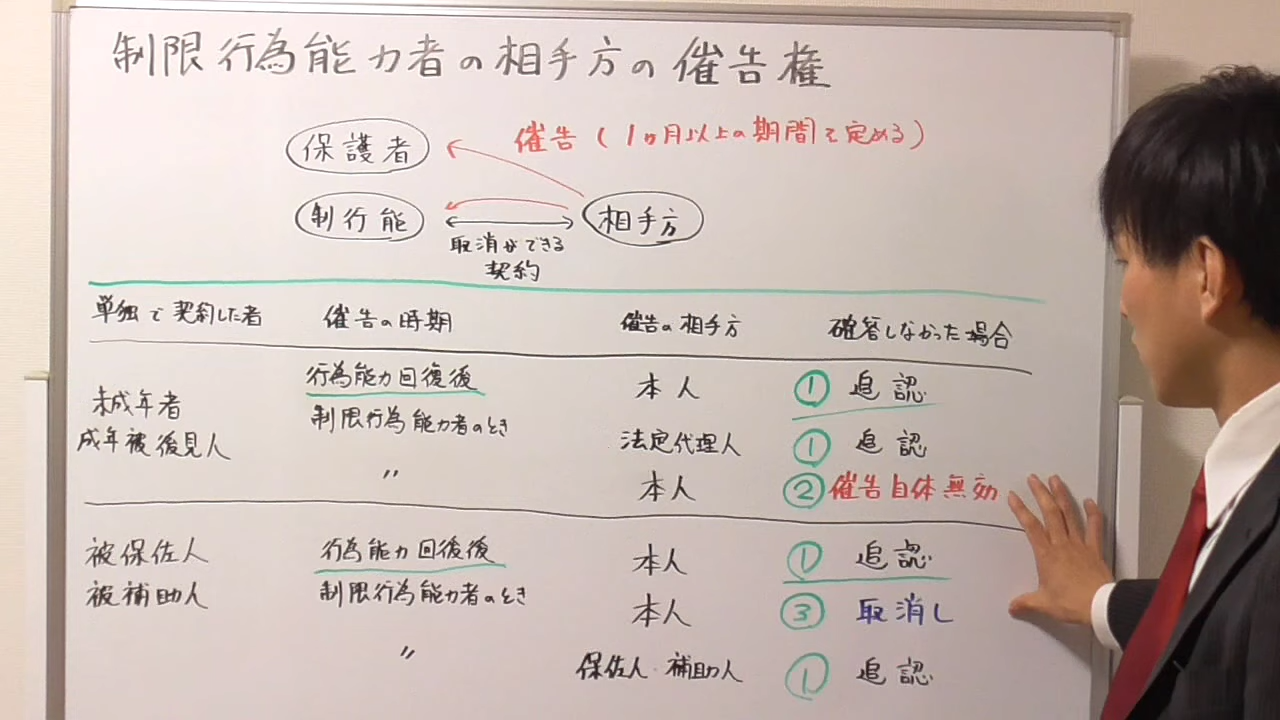 制限行為能力者の相手方の催告権
保護者
催告（1ヶ月以上の期間を定める）
制行能
相手方
取消ができる
契約
単独で契約した者 催告の時期 催告の相手方 確答しなかった場合
未成年者
成年被後見人
行為能力回復後 本人 ① 追認
制限行為能力者のとき 法定代理人 ① 追認
〃 本人 ② 催告自体無効
被保佐人
被補助人
行為能力回復後 本人 ① 追認
制限行為能力者のとき 本人 ③ 取消し
〃 保佐人・補助人 ① 追認